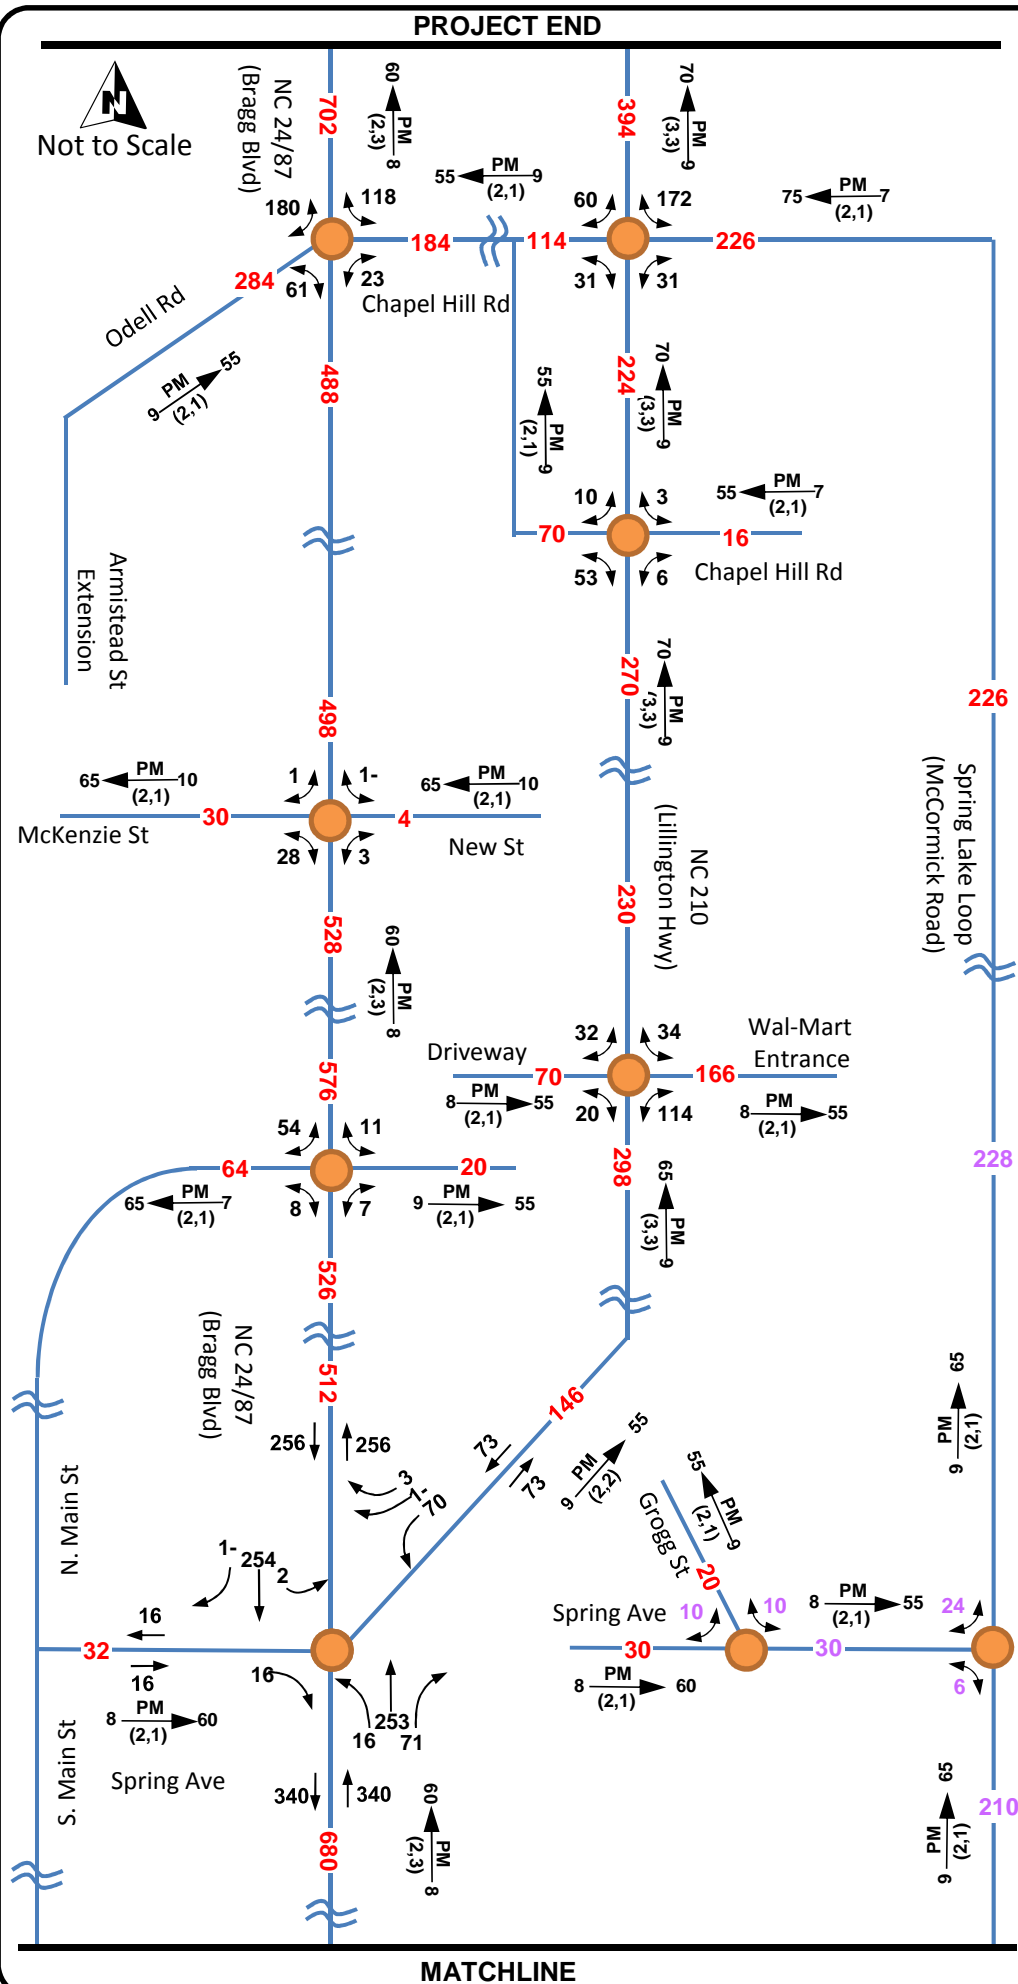 PROJECT END
N
Not to Scale
NC 24/87
(Bragg Blvd)
702
60
PM
(2,3)
8
394
70
PM
(3,3)
9
55
PM
9
(2,1)
75
PM
7
(2,1)
180
118
60
172
184
114
226
284
61
23
31
31
Chapel Hill Rd
Odell Rd
9
PM
55
(2,1)
488
224
70
PM
(3,3)
9
55
PM
(2,1)
9
10
3
55
PM
7
(2,1)
70
16
53
6
Chapel Hill Rd
Armistead St
Extension
270
70
PM
(3,3)
9
226
498
65
PM
10
(2,1)
1
1-
65
PM
10
(2,1)
30
4
McKenzie St
28
3
New St
NC 210
(Lillington Hwy)
Spring Lake Loop
(McCormick Road)
528
60
PM
(2,3)
8
230
32
34
Wal-Mart
Entrance
Driveway
70
166
8
PM
55
(2,1)
20
114
8
PM
55
(2,1)
576
54
11
64
20
298
228
65
PM
7
(2,1)
8
7
9
PM
55
(2,1)
65
PM
(3,3)
9
526
NC 24/87
(Bragg Blvd)
512
146
65
PM
(2,1)
9
256
256
73
73
9
PM
55
(2,2)
3
1-
70
55
PM
(2,1)
9
Grogg St
20
N. Main St
1-
254
2
16
32
16
16
8
PM
60
(2,1)
16
253
71
Spring Ave
10
10
8
PM
55
(2,1)
24
30
30
6
8
PM
60
(2,1)
S. Main St
Spring Ave
340
340
680
60
PM
(2,3)
8
65
PM
(2,1)
9
210
MATCHLINE